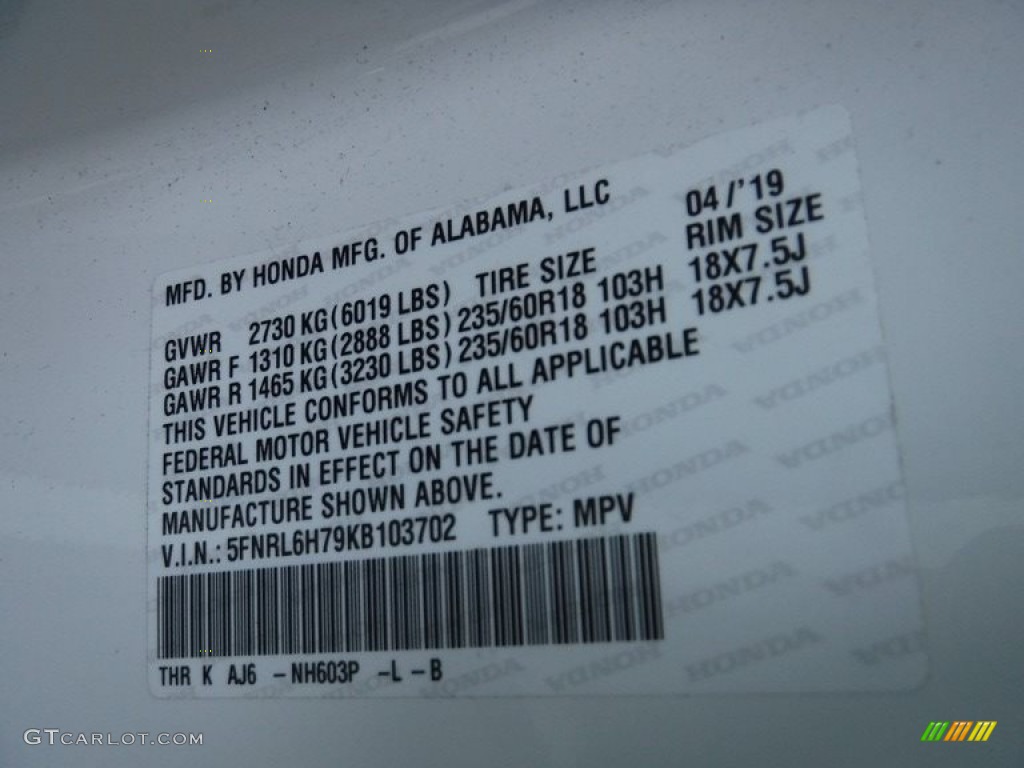 MFD. BY HONDA MFG. OF ALABAMA, LLC 04/'19
TIRE SIZE RIM SIZE
GVWR 2730 KG(6019 LBS)
GAWR F 1310 KG(2888 LBS) 235/60R18 103H 18X7.5J
GAWR R 1465 KG(3230 LBS) 235/60R18 103H 18X7.5J
THIS VEHICLE CONFORMS TO ALL APPLICABLE
FEDERAL MOTOR VEHICLE SAFETY
STANDARDS IN EFFECT ON THE DATE OF
MANUFACTURE SHOWN ABOVE.
V.I.N.: 5FNRL6H79KB103702 TYPE: MPV
THR K AJ6 -NH603P -L -B
GTCARLOT.COM